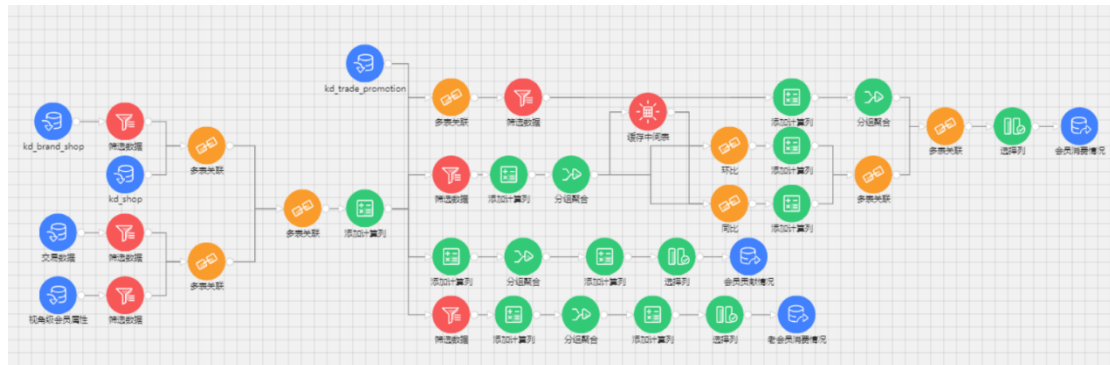 kd_trade_promotion
多表关联
筛选数据
添加计算列
分组聚合
kd_brand_shop
筛选数据
多表关联
缓存中间表
多表关联
选择列
会员消费情况
kd_shop
环比
添加计算列
筛选数据
添加计算列
分组聚合
多表关联
多表关联
添加计算列
同比
添加计算列
交易数据
筛选数据
多表关联
添加计算列
分组聚合
添加计算列
选择列
会员贡献情况
视角级会员属性
筛选数据
筛选数据
添加计算列
分组聚合
添加计算列
选择列
老会员消费情况